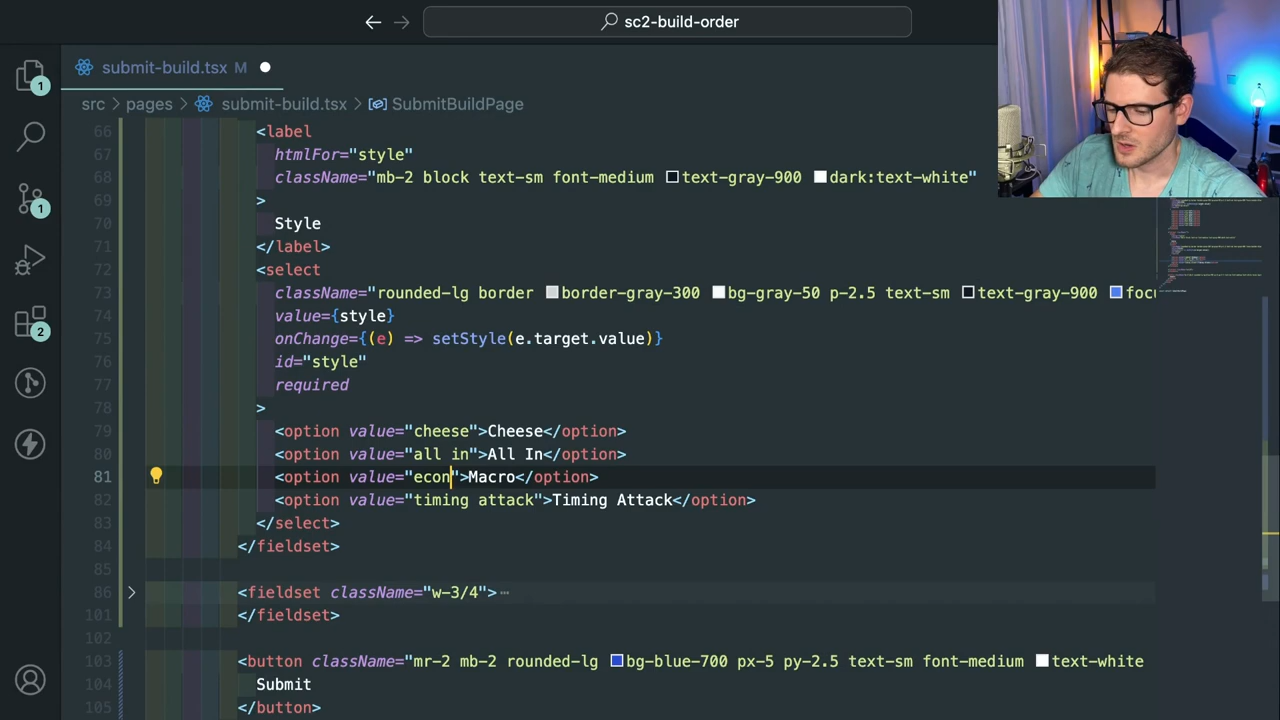 sc2-build-order
submit-build.tsx M
src > pages > submit-build.tsx > SubmitBuildPage
1
1
2
66 <label
67 htmlFor="style"
68 className="mb-2 block text-sm font-medium text-gray-900 dark:text-white"
69 >
70 Style
71 </label>
72 <select
73 className="rounded-lg border border-gray-300 bg-gray-50 p-2.5 text-sm text-gray-900 focu
74 value={style}
75 onChange={(e) => setStyle(e.target.value)}
76 id="style"
77 required
78 >
79 <option value="cheese">Cheese</option>
80 <option value="all in">All In</option>
81 <option value="econ">Macro</option>
82 <option value="timing attack">Timing Attack</option>
83 </select>
84 </fieldset>
85
86 <fieldset className="w-3/4">⋯
101 </fieldset>
102
103 <button className="mr-2 mb-2 rounded-lg bg-blue-700 px-5 py-2.5 text-sm font-medium text-white
104 Submit
105 </button>